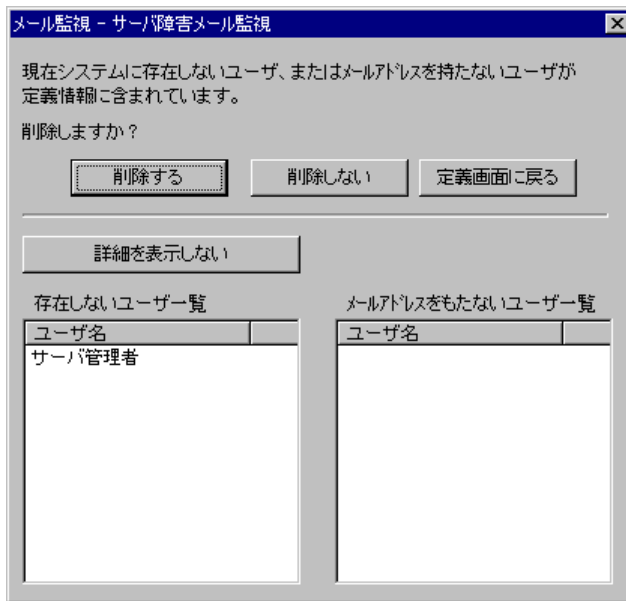 メール監視 - サーバ障害メール監視
現在システムに存在しないユーザ、またはメールアドレスを持たないユーザが
定義情報に含まれています。
削除しますか？
削除する
削除しない
定義画面に戻る
詳細を表示しない
存在しないユーザ一覧
メールアドレスをもたないユーザ一覧
ユーザ名
ユーザ名
サーバ管理者